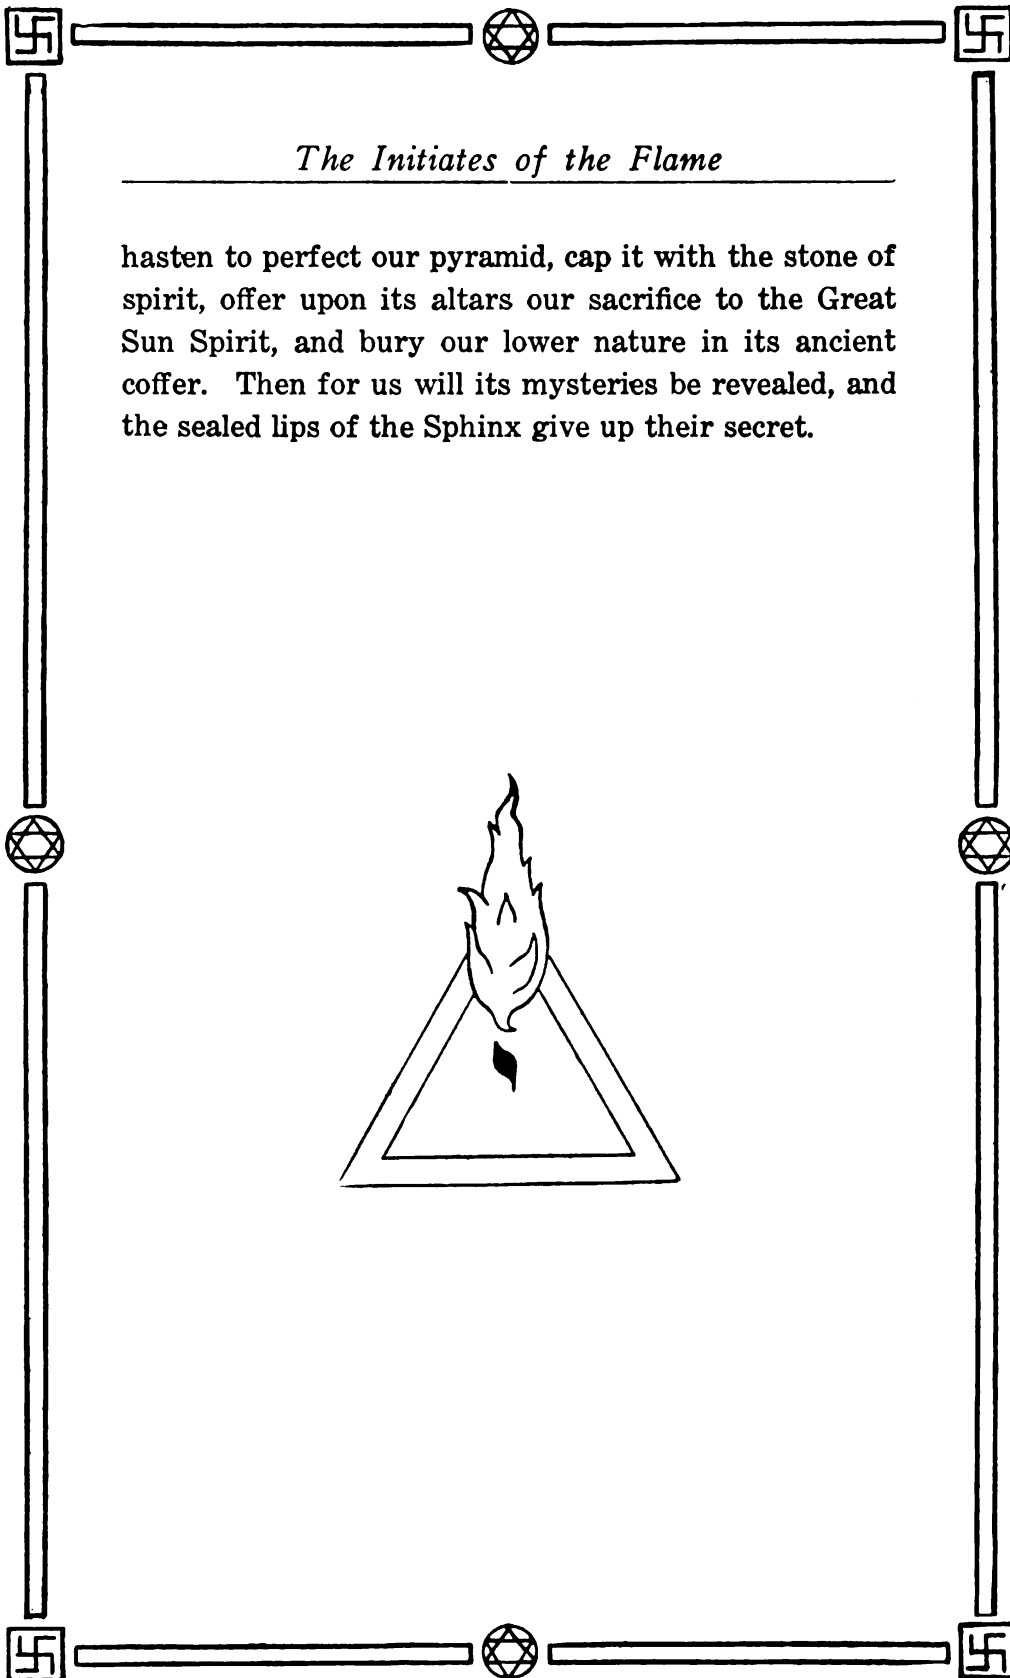 The Initiates of the Flame
hasten to perfect our pyramid, cap it with the stone of
spirit, offer upon its altars our sacrifice to the Great
Sun Spirit, and bury our lower nature in its ancient
coffer. Then for us will its mysteries be revealed, and
the sealed lips of the Sphinx give up their secret.